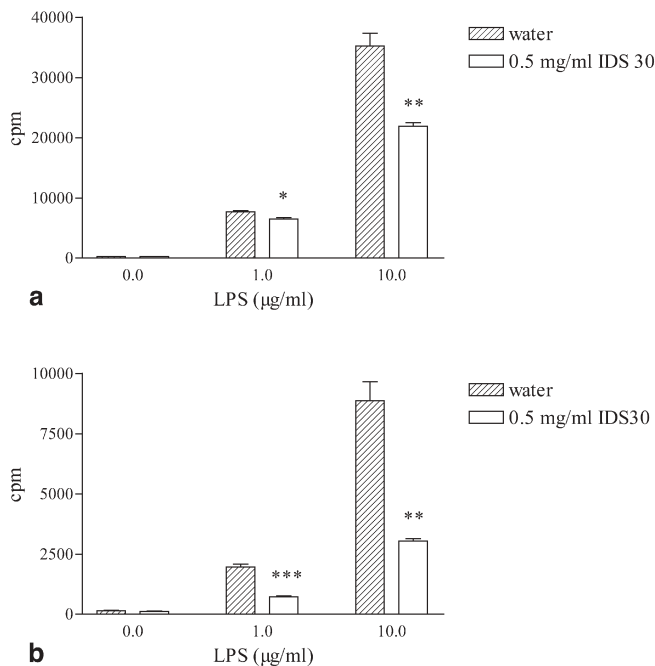 40000
30000
20000
10000
0
cpm
water
0.5 mg/ml IDS 30
*
**
0.0
1.0
10.0
LPS (μg/ml)
a
10000
7500
5000
2500
0
cpm
water
0.5 mg/ml IDS30
***
**
0.0
1.0
10.0
LPS (μg/ml)
b